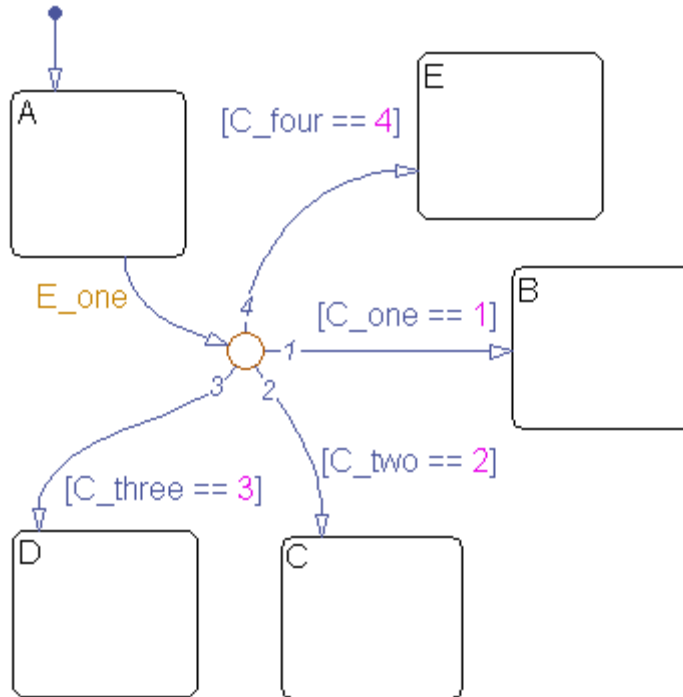 A
E
[C_four == 4]
E_one
B
[C_one == 1]
4
1
3
2
[C_two == 2]
[C_three == 3]
D
C